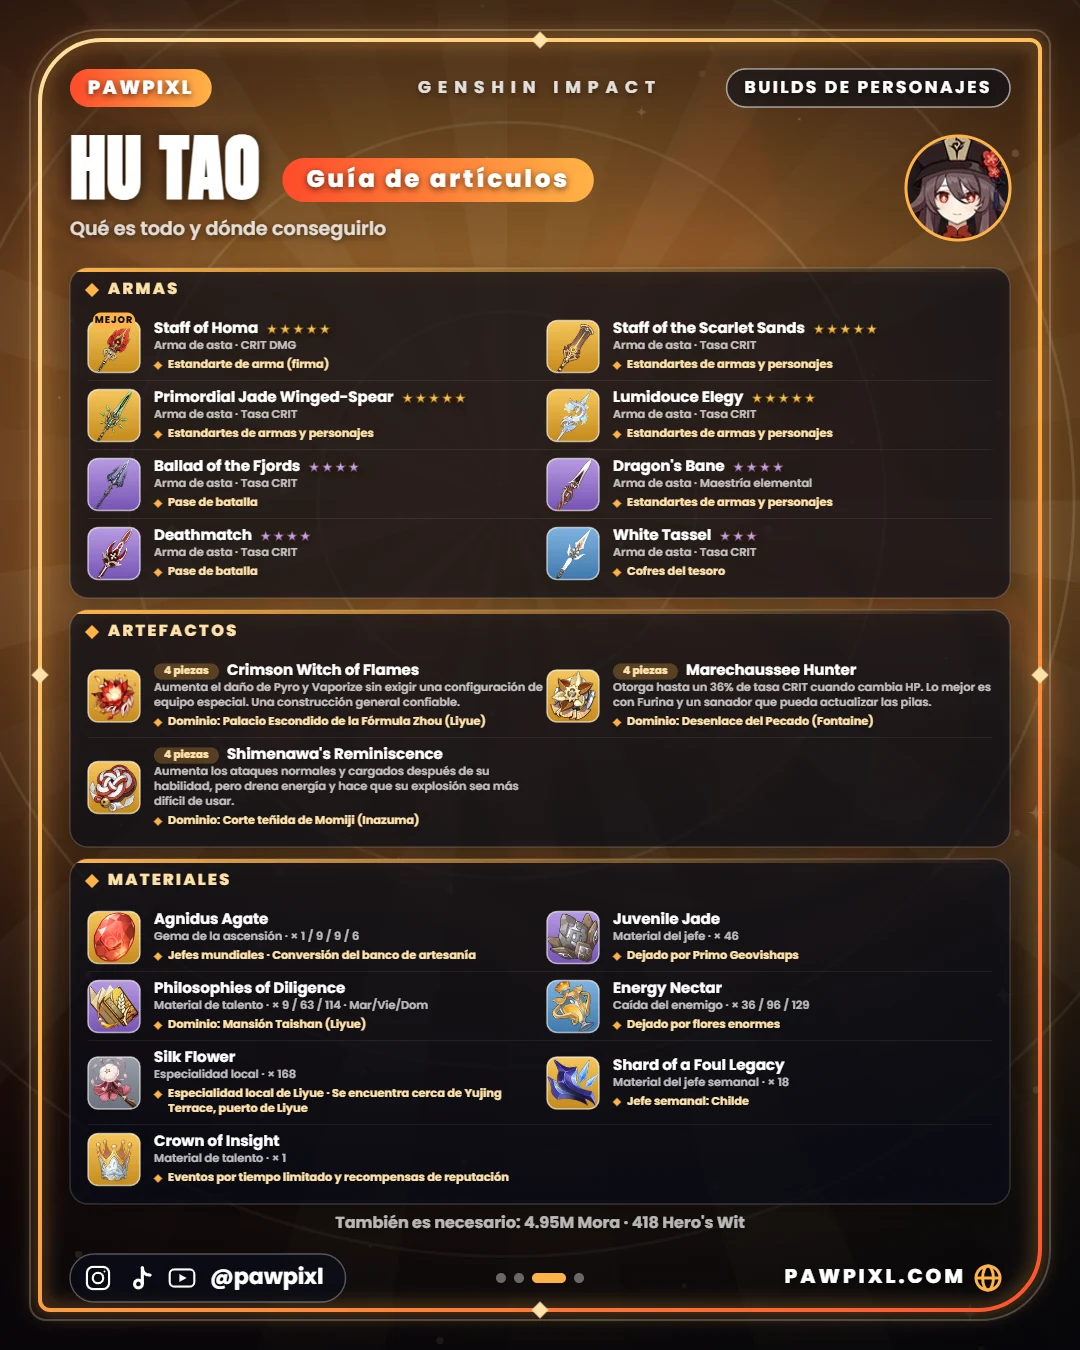 PAWPIXL
GENSHIN IMPACT
BUILDS DE PERSONAJES
HU TAO
Guía de artículos
Qué es todo y dónde conseguirlo
ARMAS
MEJOR
Staff of Homa ★★★★★
Arma de asta · CRIT DMG
Estandarte de arma (firma)
Staff of the Scarlet Sands ★★★★★
Arma de asta · Tasa CRIT
Estandartes de armas y personajes
Primordial Jade Winged-Spear ★★★★★
Arma de asta · Tasa CRIT
Estandartes de armas y personajes
Lumidouce Elegy ★★★★★
Arma de asta · Tasa CRIT
Estandartes de armas y personajes
Ballad of the Fjords ★★★★
Arma de asta · Tasa CRIT
Pase de batalla
Dragon's Bane ★★★★
Arma de asta · Maestría elemental
Estandartes de armas y personajes
Deathmatch ★★★★
Arma de asta · Tasa CRIT
Pase de batalla
White Tassel ★★★
Arma de asta · Tasa CRIT
Cofres del tesoro
ARTEFACTOS
4 piezas Crimson Witch of Flames
Aumenta el daño de Pyro y Vaporize sin exigir una configuración de
equipo especial. Una construcción general confiable.
Dominio: Palacio Escondido de la Fórmula Zhou (Liyue)
4 piezas Marechaussee Hunter
Otorga hasta un 36% de tasa CRIT cuando cambia HP. Lo mejor es
con Furina y un sanador que pueda actualizar las pilas.
Dominio: Desenlace del Pecado (Fontaine)
4 piezas Shimenawa's Reminiscence
Aumenta los ataques normales y cargados después de su
habilidad, pero drena energía y hace que su explosión sea más
difícil de usar.
Dominio: Corte teñida de Momiji (Inazuma)
MATERIALES
Agnidus Agate
Gema de la ascensión · × 1 / 9 / 9 / 6
Jefes mundiales · Conversión del banco de artesanía
Juvenile Jade
Material del jefe · × 46
Dejado por Primo Geovishaps
Philosophies of Diligence
Material de talento · × 9 / 63 / 114 · Mar/Vie/Dom
Dominio: Mansión Taishan (Liyue)
Energy Nectar
Caída del enemigo · × 36 / 96 / 129
Dejado por flores enormes
Silk Flower
Especialidad local · × 168
Especialidad local de Liyue · Se encuentra cerca de Yujing
Terrace, puerto de Liyue
Shard of a Foul Legacy
Material del jefe semanal · × 18
Jefe semanal: Childe
Crown of Insight
Material de talento · × 1
Eventos por tiempo limitado y recompensas de reputación
También es necesario: 4.95M Mora · 418 Hero's Wit
@pawpixl
PAWPIXL.COM